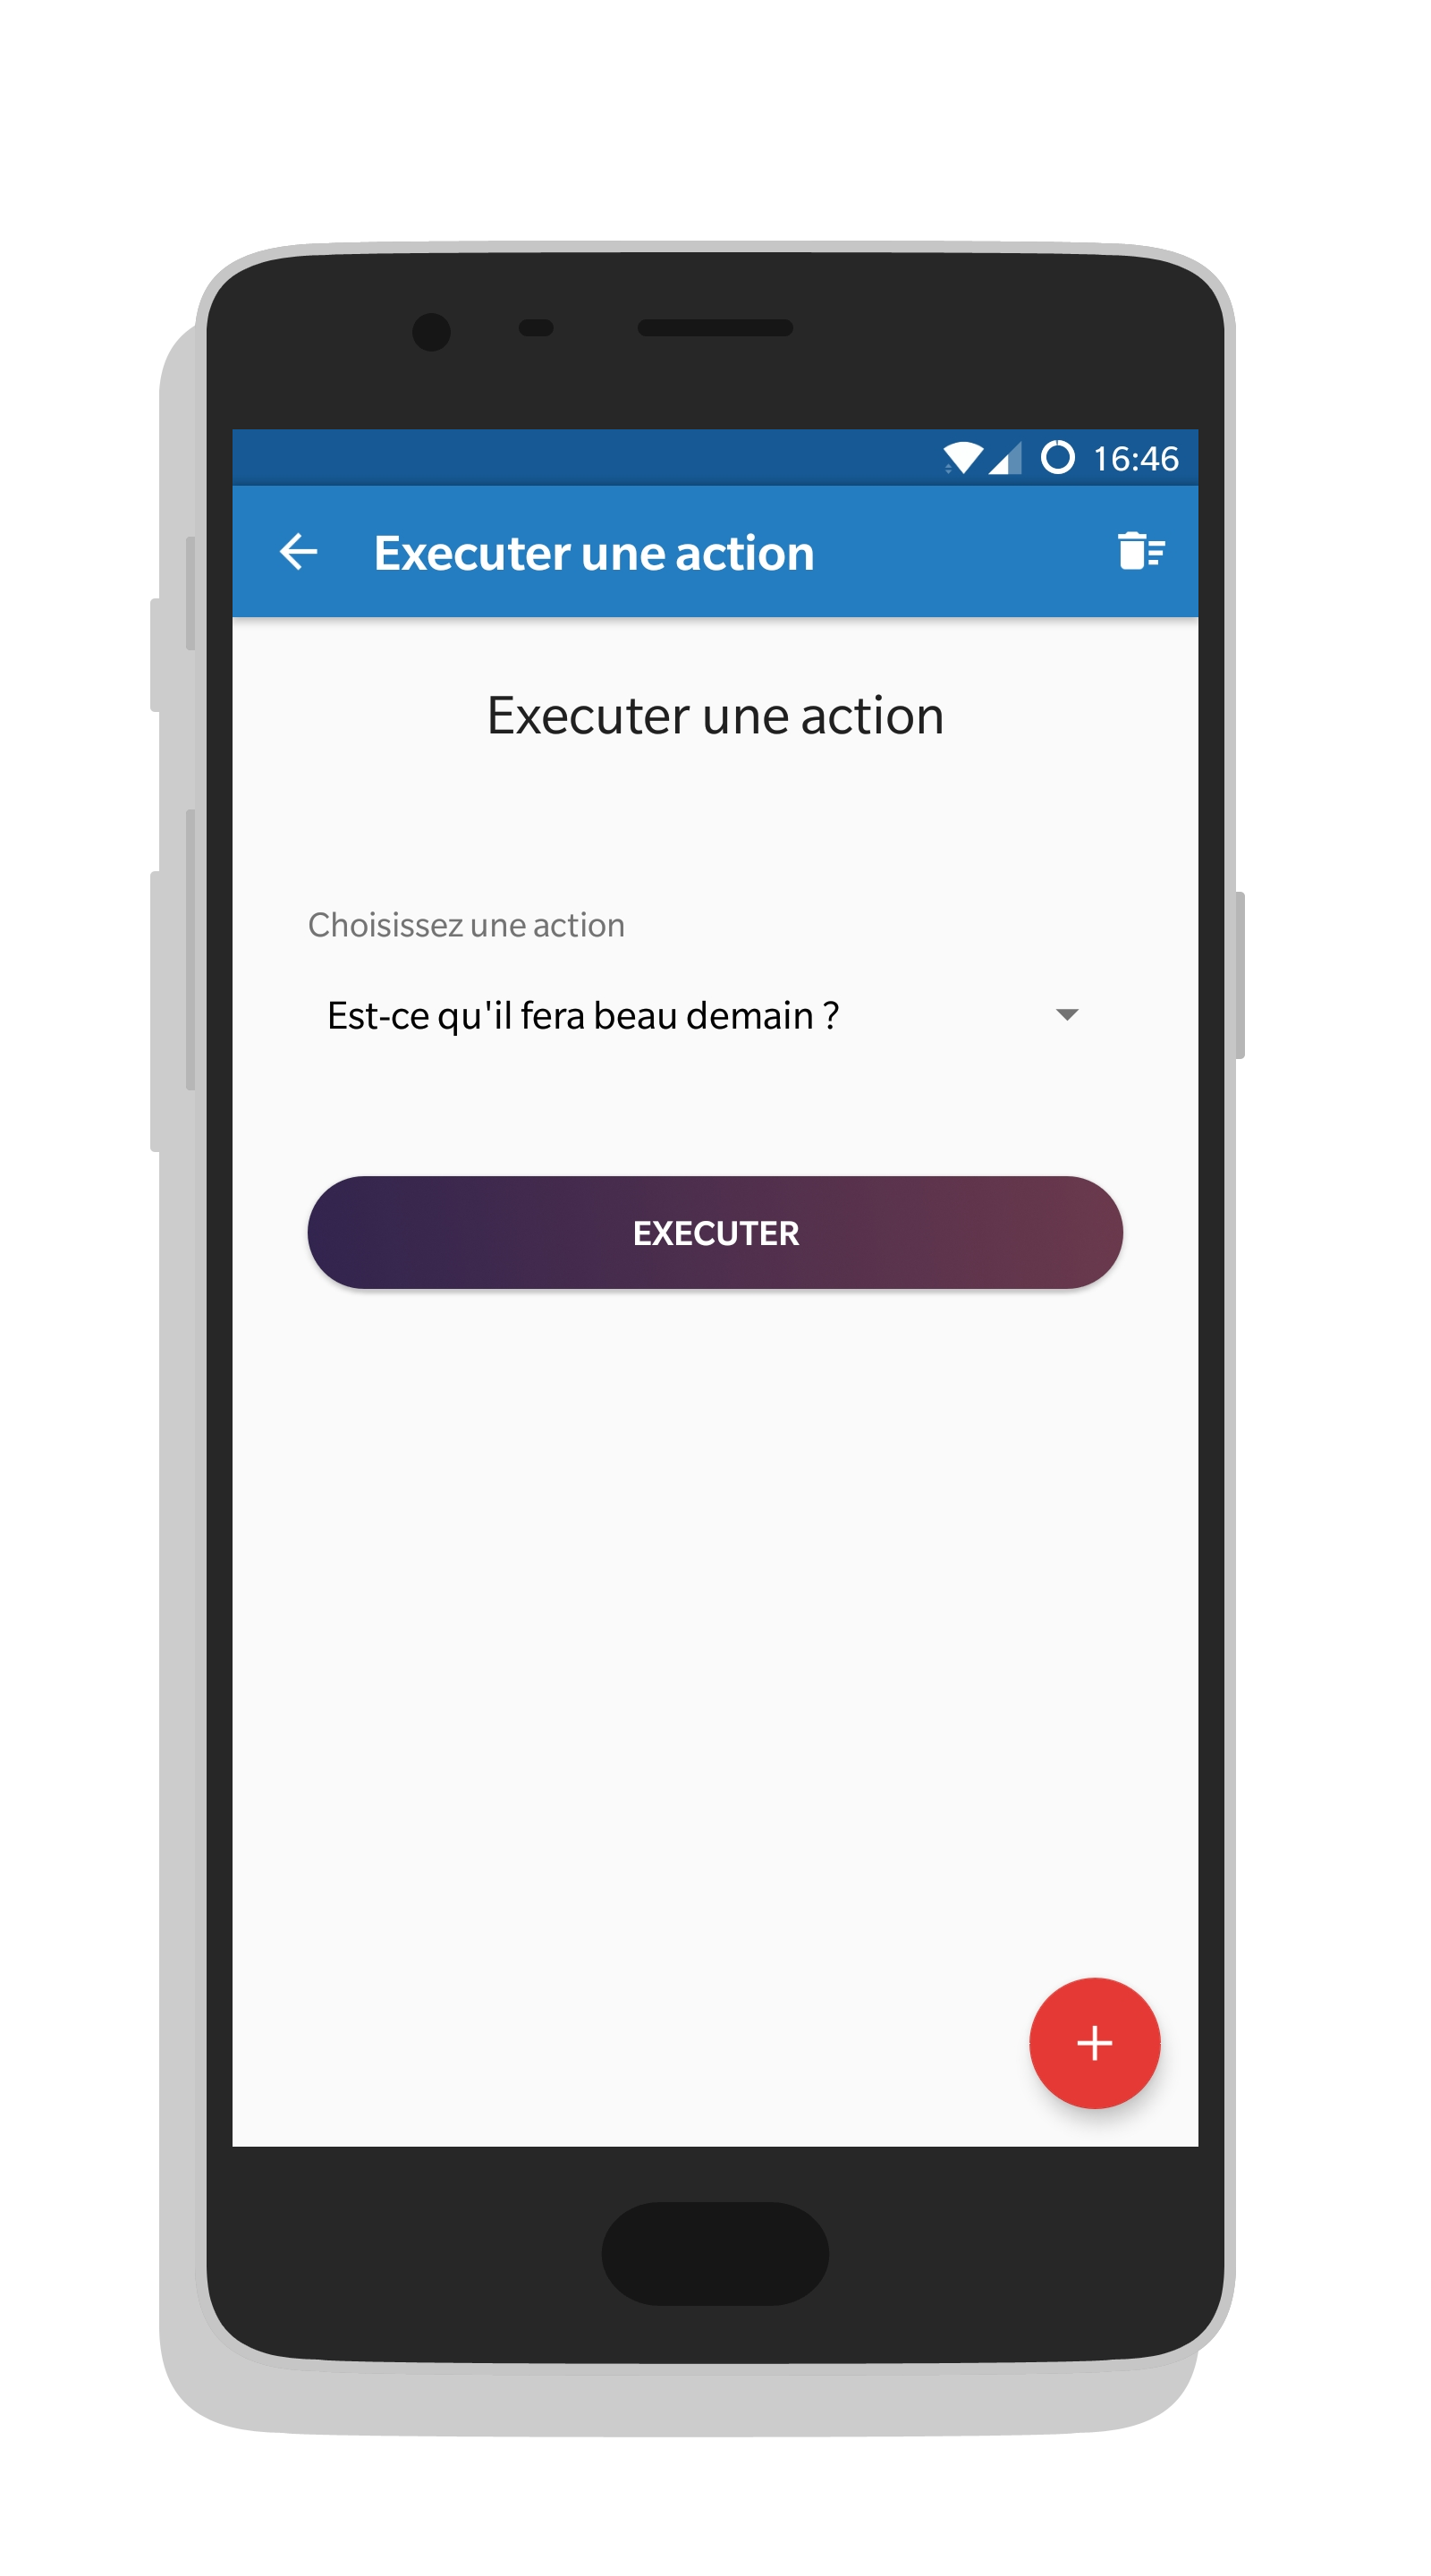 16:46
Executer une action
Executer une action
Choisissez une action
Est-ce qu'il fera beau demain ?
EXECUTER